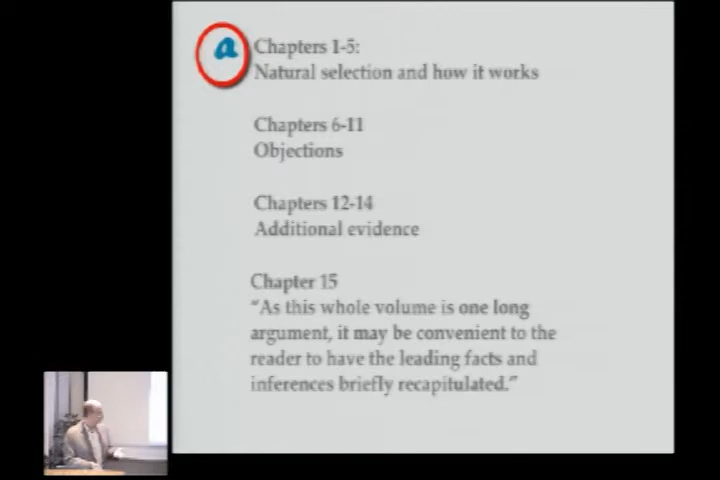 a
Chapters 1-5:
Natural selection and how it works
Chapters 6-11
Objections
Chapters 12-14
Additional evidence
Chapter 15
“As this whole volume is one long
argument, it may be convenient to the
reader to have the leading facts and
inferences briefly recapitulated.”